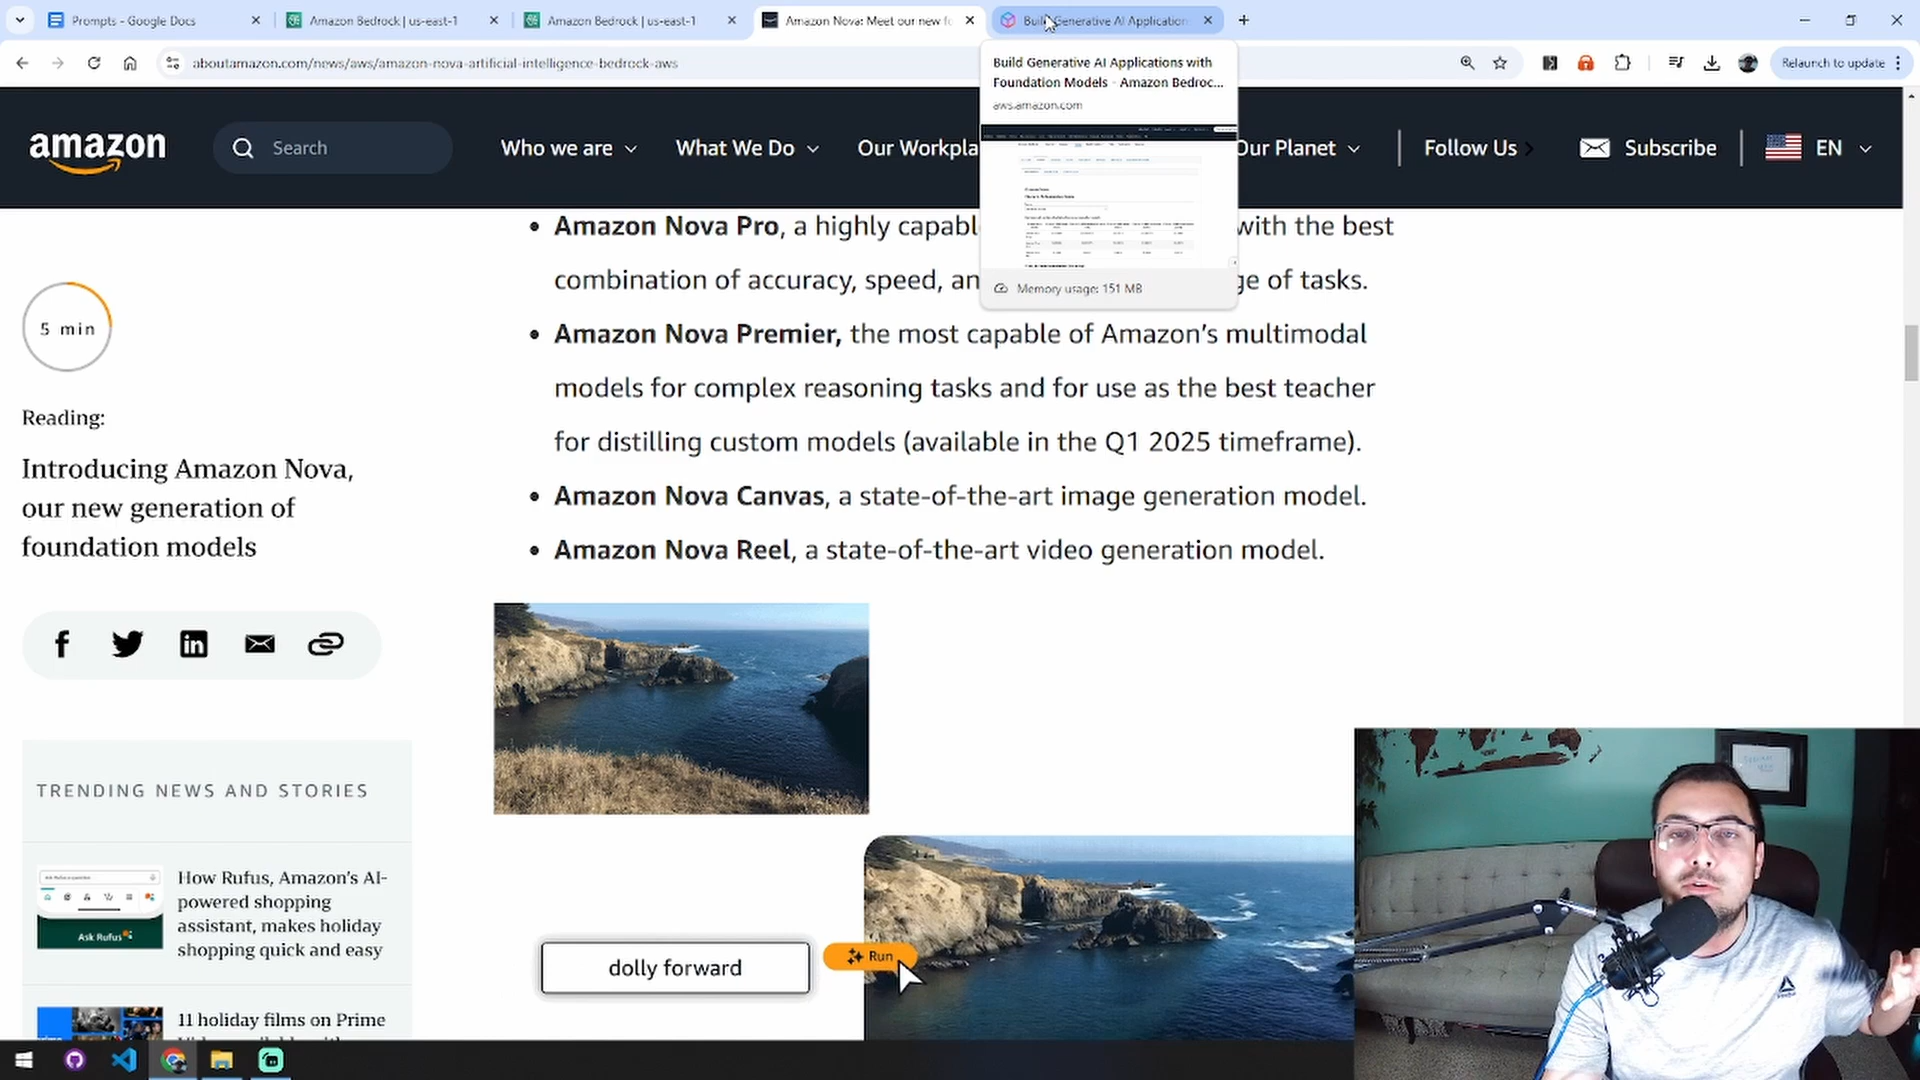 Prompts - Google Docs
Amazon Bedrock | us-east-1
Amazon Bedrock | us-east-1
Amazon Nova: Meet our new fo
Build Generative AI Application
aboutamazon.com/news/aws/amazon-nova-artificial-intelligence-bedrock-aws
Relaunch to update
Build Generative AI Applications with
Foundation Models - Amazon Bedroc...
aws.amazon.com
Memory usage: 151 MB
amazon
Search
Who we are
What We Do
Our Workpla
Our Planet
Follow Us
Subscribe
EN
5 min
Reading:
Introducing Amazon Nova,
our new generation of
foundation models
TRENDING NEWS AND STORIES
Ask Rufus
How Rufus, Amazon's AI-
powered shopping
assistant, makes holiday
shopping quick and easy
11 holiday films on Prime
• Amazon Nova Pro, a highly capabl with the best
combination of accuracy, speed, an ge of tasks.
• Amazon Nova Premier, the most capable of Amazon’s multimodal
models for complex reasoning tasks and for use as the best teacher
for distilling custom models (available in the Q1 2025 timeframe).
• Amazon Nova Canvas, a state-of-the-art image generation model.
• Amazon Nova Reel, a state-of-the-art video generation model.
dolly forward
Run